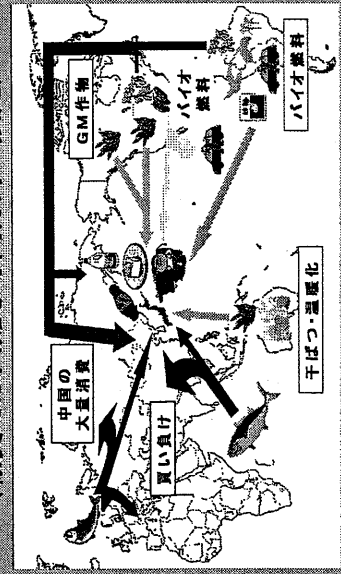 中国の
大量消費
GM作物
バイオ
燃料
買い負け
干ばつ・温暖化
バイオ燃料